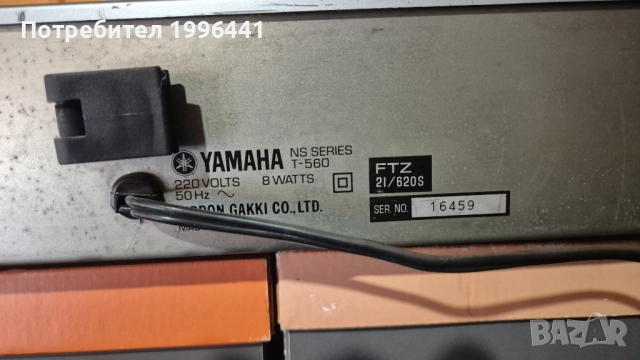 Потребител 1996441
YAMAHA NS SERIES
T-560
220 VOLTS 8 WATTS
50 Hz
GAKKI CO., LTD.
FTZ
21/620S
SER. NO. 16459
BAZAR